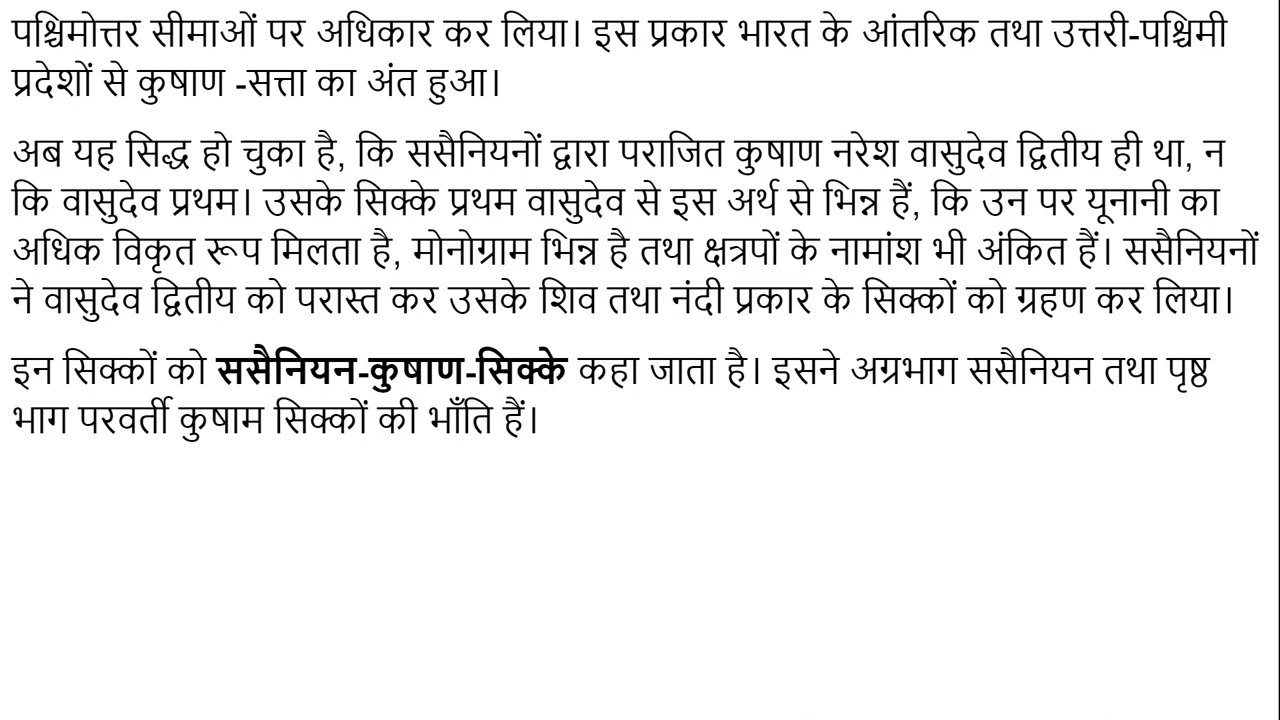 पश्चिमोत्तर सीमाओं पर अधिकार कर लिया। इस प्रकार भारत के आंतरिक तथा उत्तरी-पश्चिमी
प्रदेशों से कुषाण -सत्ता का अंत हुआ।
अब यह सिद्ध हो चुका है, कि ससैनियनों द्वारा पराजित कुषाण नरेश वासुदेव द्वितीय ही था, न
कि वासुदेव प्रथम। उसके सिक्के प्रथम वासुदेव से इस अर्थ से भिन्न हैं, कि उन पर यूनानी का
अधिक विकृत रूप मिलता है, मोनोग्राम भिन्न है तथा क्षत्रपों के नामांश भी अंकित हैं। ससैनियनों
ने वासुदेव द्वितीय को परास्त कर उसके शिव तथा नंदी प्रकार के सिक्कों को ग्रहण कर लिया।
इन सिक्कों को ससैनियन-कुषाण-सिक्के कहा जाता है। इसने अग्रभाग ससैनियन तथा पृष्ठ
भाग परवर्ती कुषाम सिक्कों की भाँति हैं।